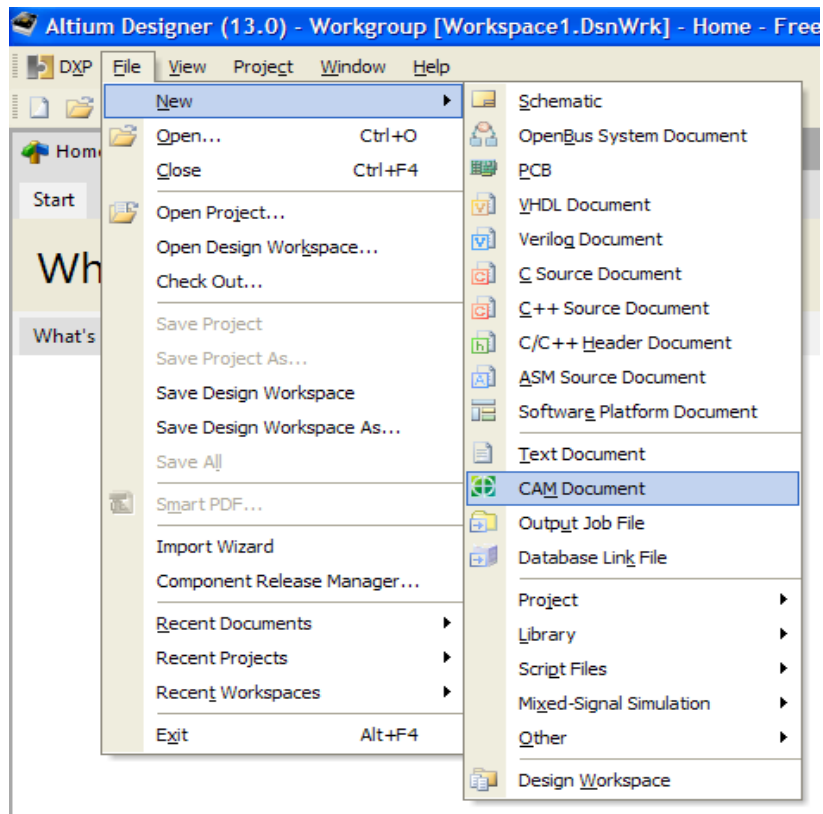 Altium Designer (13.0) - Workgroup [Workspace1.DsnWrk] - Home - Free
DXP File View Project Window Help
Home
Start
Wh
What's
New
Open... Ctrl+O
Close Ctrl+F4
Open Project...
Open Design Workspace...
Check Out...
Save Project
Save Project As...
Save Design Workspace
Save Design Workspace As...
Save All
Smart PDF...
Import Wizard
Component Release Manager...
Recent Documents
Recent Projects
Recent Workspaces
Exit Alt+F4
Schematic
OpenBus System Document
PCB
VHDL Document
Verilog Document
C Source Document
C++ Source Document
C/C++ Header Document
ASM Source Document
Software Platform Document
Text Document
CAM Document
Output Job File
Database Link File
Project
Library
Script Files
Mixed-Signal Simulation
Other
Design Workspace